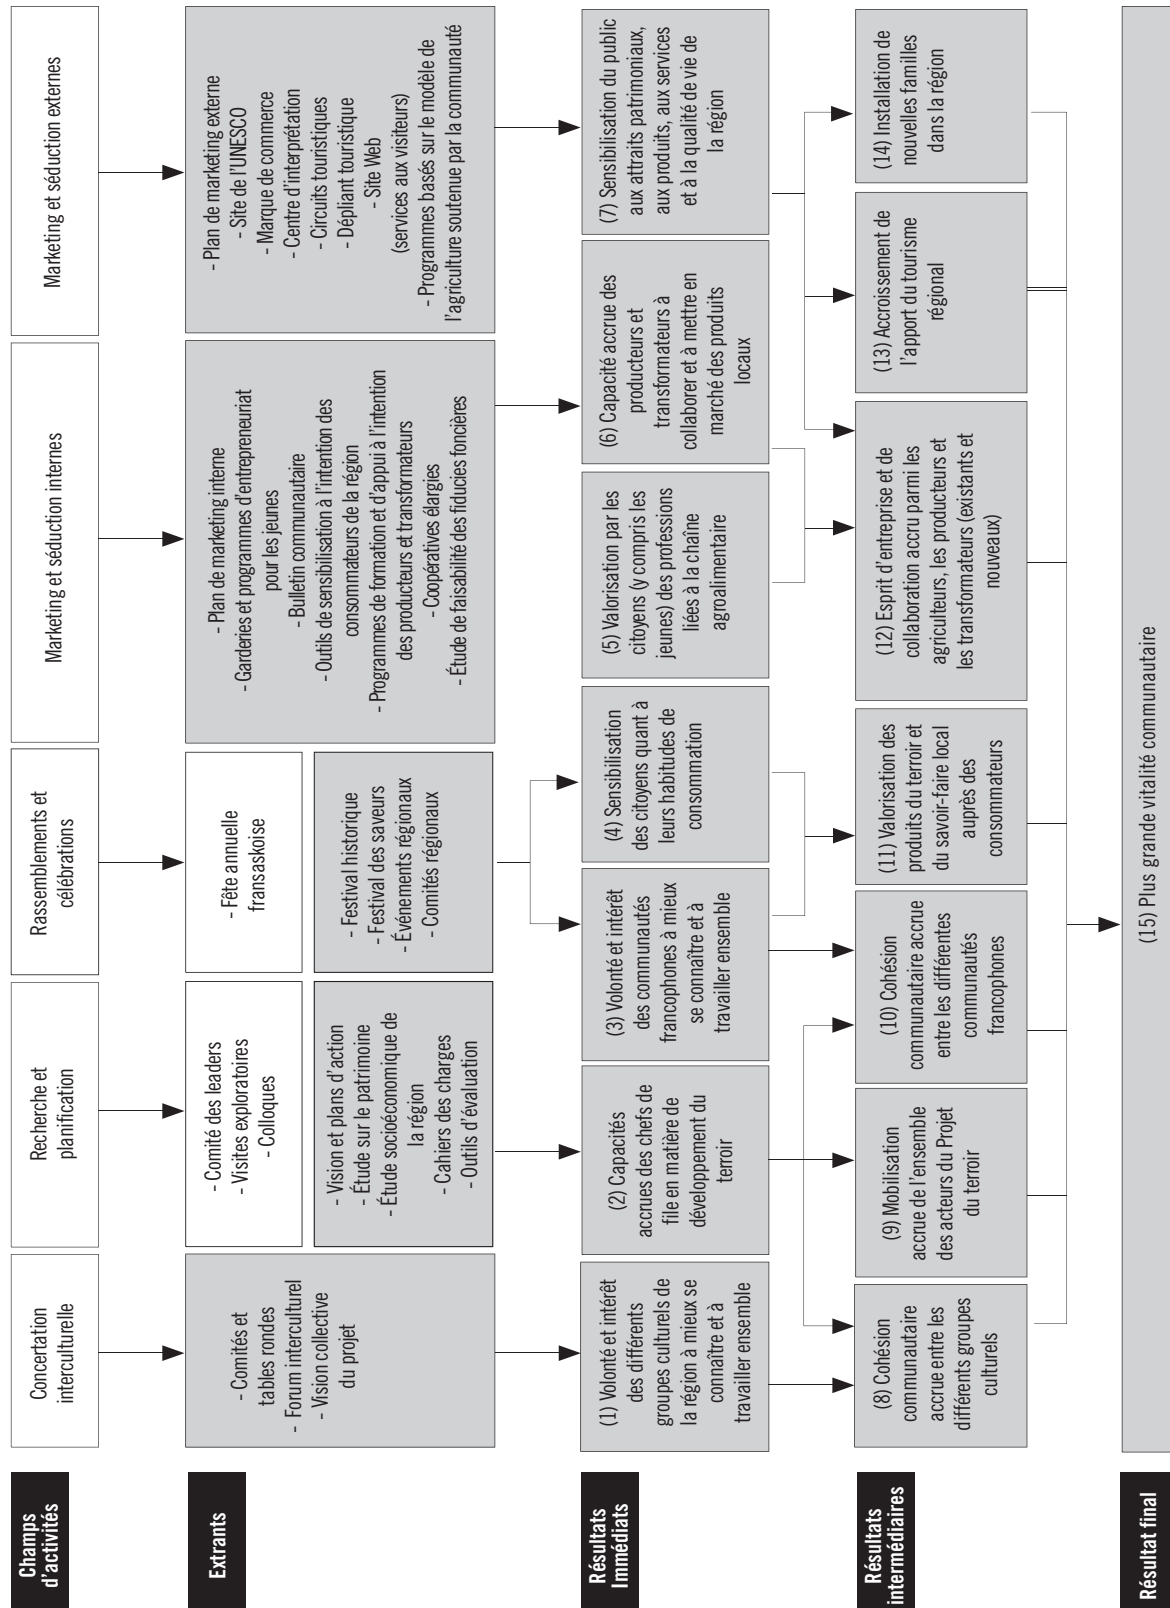 Champs
d'activités
Concertation
interculturelle
Recherche et
planification
Rassemblements et
célébrations
Marketing et séduction internes
Marketing et séduction externes
Extrants
- Comités et
tables rondes
- Forum interculturel
- Vision collective
du projet
- Comité des leaders
- Visites exploratoires
- Colloques
- Vision et plans d'action
- Étude sur le patrimoine
- Étude socioéconomique de
la région
- Cahiers des charges
- Outils d'évaluation
- Fête annuelle
fransaskoise
- Festival historique
- Festival des saveurs
- Événements régionaux
- Comités régionaux
- Plan de marketing interne
- Garderies et programmes d'entrepreneuriat
pour les jeunes
- Bulletin communautaire
- Outils de sensibilisation à l'intention des
consommateurs de la région
- Programmes de formation et d'appui à l'intention
des producteurs et transformateurs
- Coopératives élargies
- Étude de faisabilité des fiducies foncières
- Plan de marketing externe
- Site de l'UNESCO
- Marque de commerce
- Centre d'interprétation
- Circuits touristiques
- Dépliant touristique
- Site Web
(services aux visiteurs)
- Programmes basés sur le modèle de
l'agriculture soutenue par la communauté
Résultats
Immédiats
(1) Volonté et intérêt
des différents
groupes culturels de
la région à mieux se
connaître et à
travailler ensemble
(2) Capacités
accrues des chefs de
file en matière de
développement du
terroir
(3) Volonté et intérêt
des communautés
francophones à mieux
se connaître et à
travailler ensemble
(4) Sensibilisation
des citoyens quant à
leurs habitudes de
consommation
(5) Valorisation par les
citoyens (y compris les
jeunes) des professions
liées à la chaîne
agroalimentaire
(6) Capacité accrue des
producteurs et
transformateurs à
collaborer et à mettre en
marché des produits
locaux
(7) Sensibilisation du public
aux attraits patrimoniaux,
aux produits, aux services
et à la qualité de vie de
la région
Résultats
intermédiaires
(8) Cohésion
communautaire
accrue entre les
différents groupes
culturels
(9) Mobilisation
accrue de l'ensemble
des acteurs du Projet
du terroir
(10) Cohésion
communautaire accrue
entre les différentes
communautés
francophones
(11) Valorisation des
produits du terroir et
du savoir-faire local
auprès des
consommateurs
(12) Esprit d'entreprise et de
collaboration accru parmi les
agriculteurs, les producteurs et
les transformateurs (existants et
nouveaux)
(13) Accroissement de
l'apport du tourisme
régional
(14) Installation de
nouvelles familles
dans la région
Résultat final
(15) Plus grande vitalité communautaire